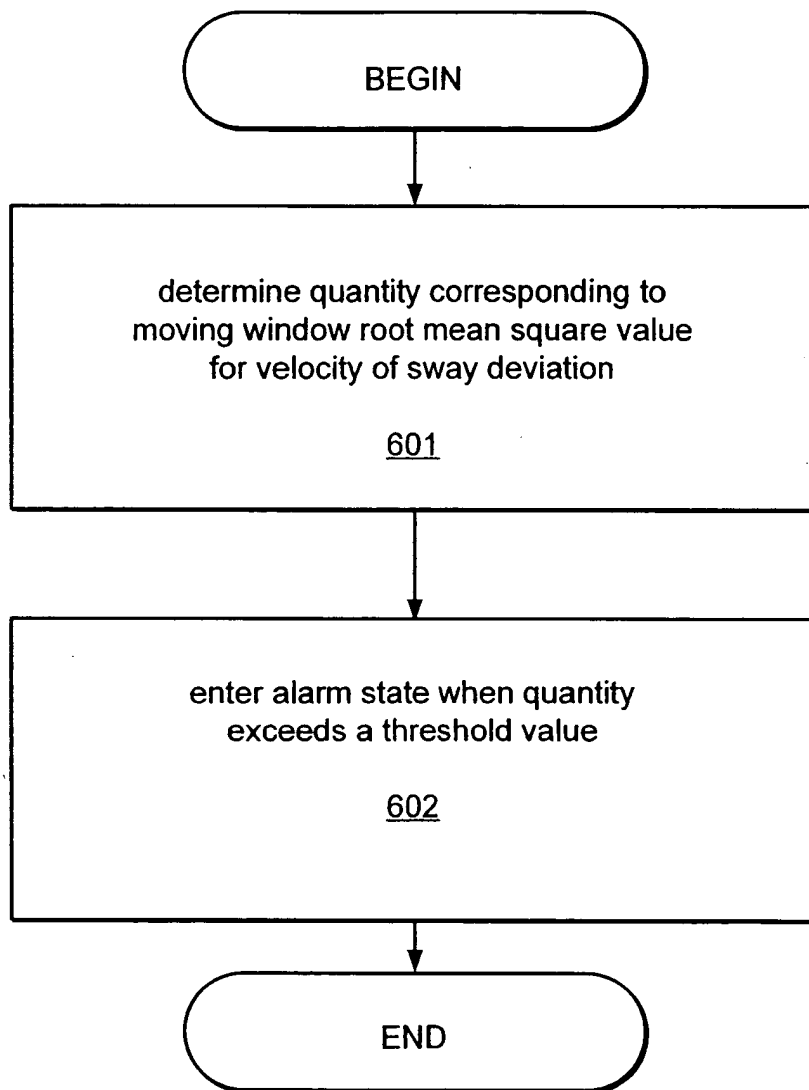 BEGIN
determine quantity corresponding to
moving window root mean square value
for velocity of sway deviation
601
enter alarm state when quantity
exceeds a threshold value
602
END